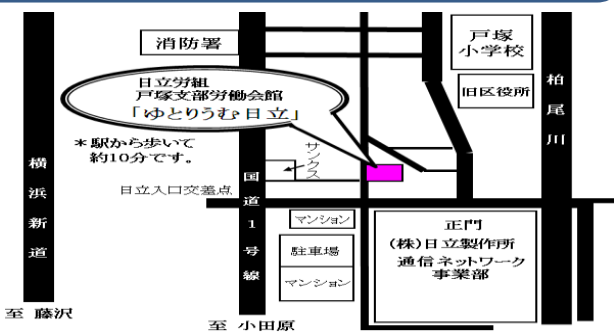 消防署
戸塚
小学校
旧区役所
柏尾川
日立労組
戸塚支部労働会館
「ゆとりうむ日立」
*駅から歩いて
約10分です。
サンクス
横浜新道
国道1号線
日立入口交差点
マンション
駐車場
マンション
正門
(株)日立製作所
通信ネットワーク
事業部
至 藤沢
至 小田原